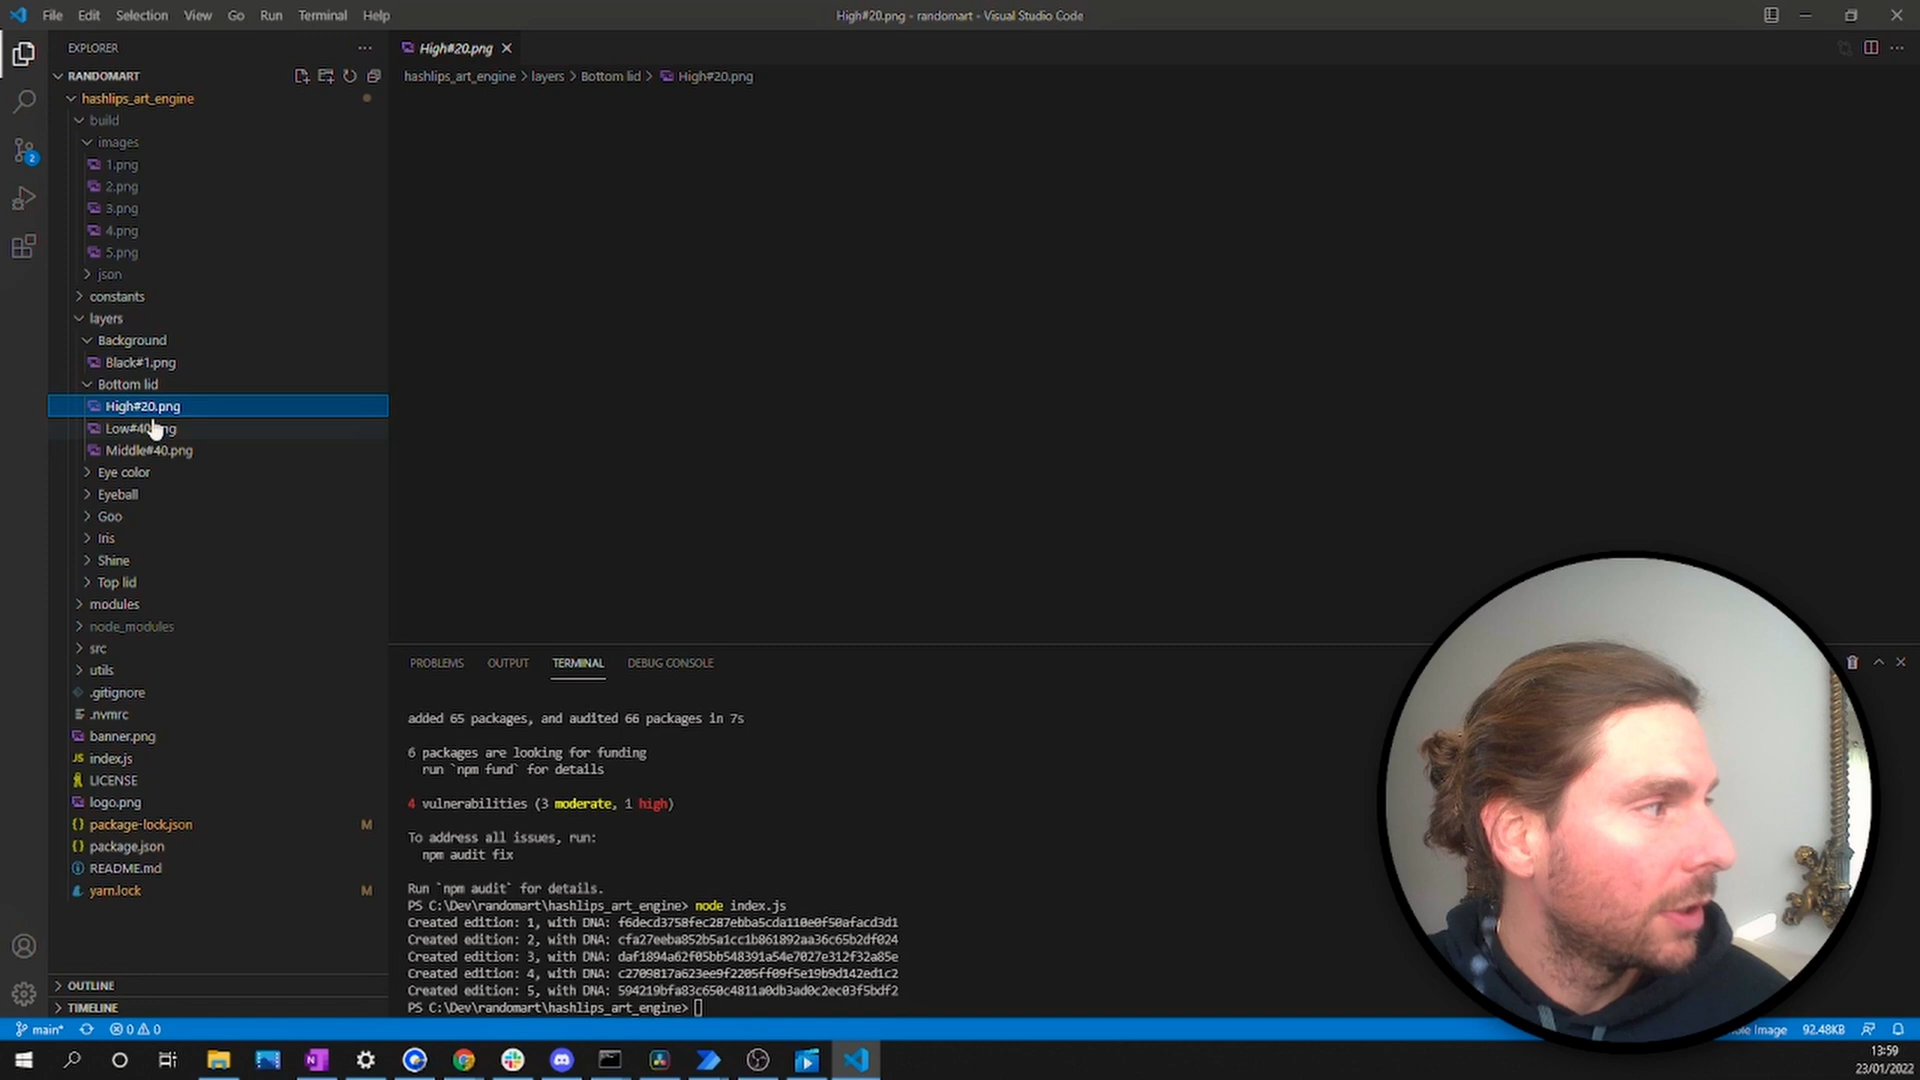 File Edit Selection View Go Run Terminal Help
High#20.png - randomart - Visual Studio Code
EXPLORER
RANDOMART
hashlips_art_engine
build
images
1.png
2.png
3.png
4.png
5.png
json
constants
layers
Background
Black#1.png
Bottom lid
High#20.png
Low#40.png
Middle#40.png
Eye color
Eyeball
Goo
Iris
Shine
Top lid
modules
node_modules
src
utils
.gitignore
.nvmrc
banner.png
JS index.js
LICENSE
logo.png
{} package-lock.json M
{} package.json
README.md
yarn.lock M
OUTLINE
TIMELINE
2
High#20.png
hashlips_art_engine > layers > Bottom lid > High#20.png
PROBLEMS OUTPUT TERMINAL DEBUG CONSOLE
added 65 packages, and audited 66 packages in 7s
6 packages are looking for funding
run `npm fund` for details
4 vulnerabilities (3 moderate, 1 high)
To address all issues, run:
npm audit fix
Run `npm audit` for details.
PS C:\Dev\randomart\hashlips_art_engine> node index.js
Created edition: 1, with DNA: f6decd3758fec287ebba5cda110e0f50afacd3d1
Created edition: 2, with DNA: cfa27eeba852b5a1cc1b861892aa36c65b2df024
Created edition: 3, with DNA: daf1894a62f05bb548391a54e7027e312f32a85e
Created edition: 4, with DNA: c2709817a623ee9f2205ff09f5e19b9d142ed1c2
Created edition: 5, with DNA: 594219bfa83c650c4811a0db3ad0c2ec03f5bdf2
PS C:\Dev\randomart\hashlips_art_engine>
main* 0 0
Image 92.48KB
13:59
23/01/2022